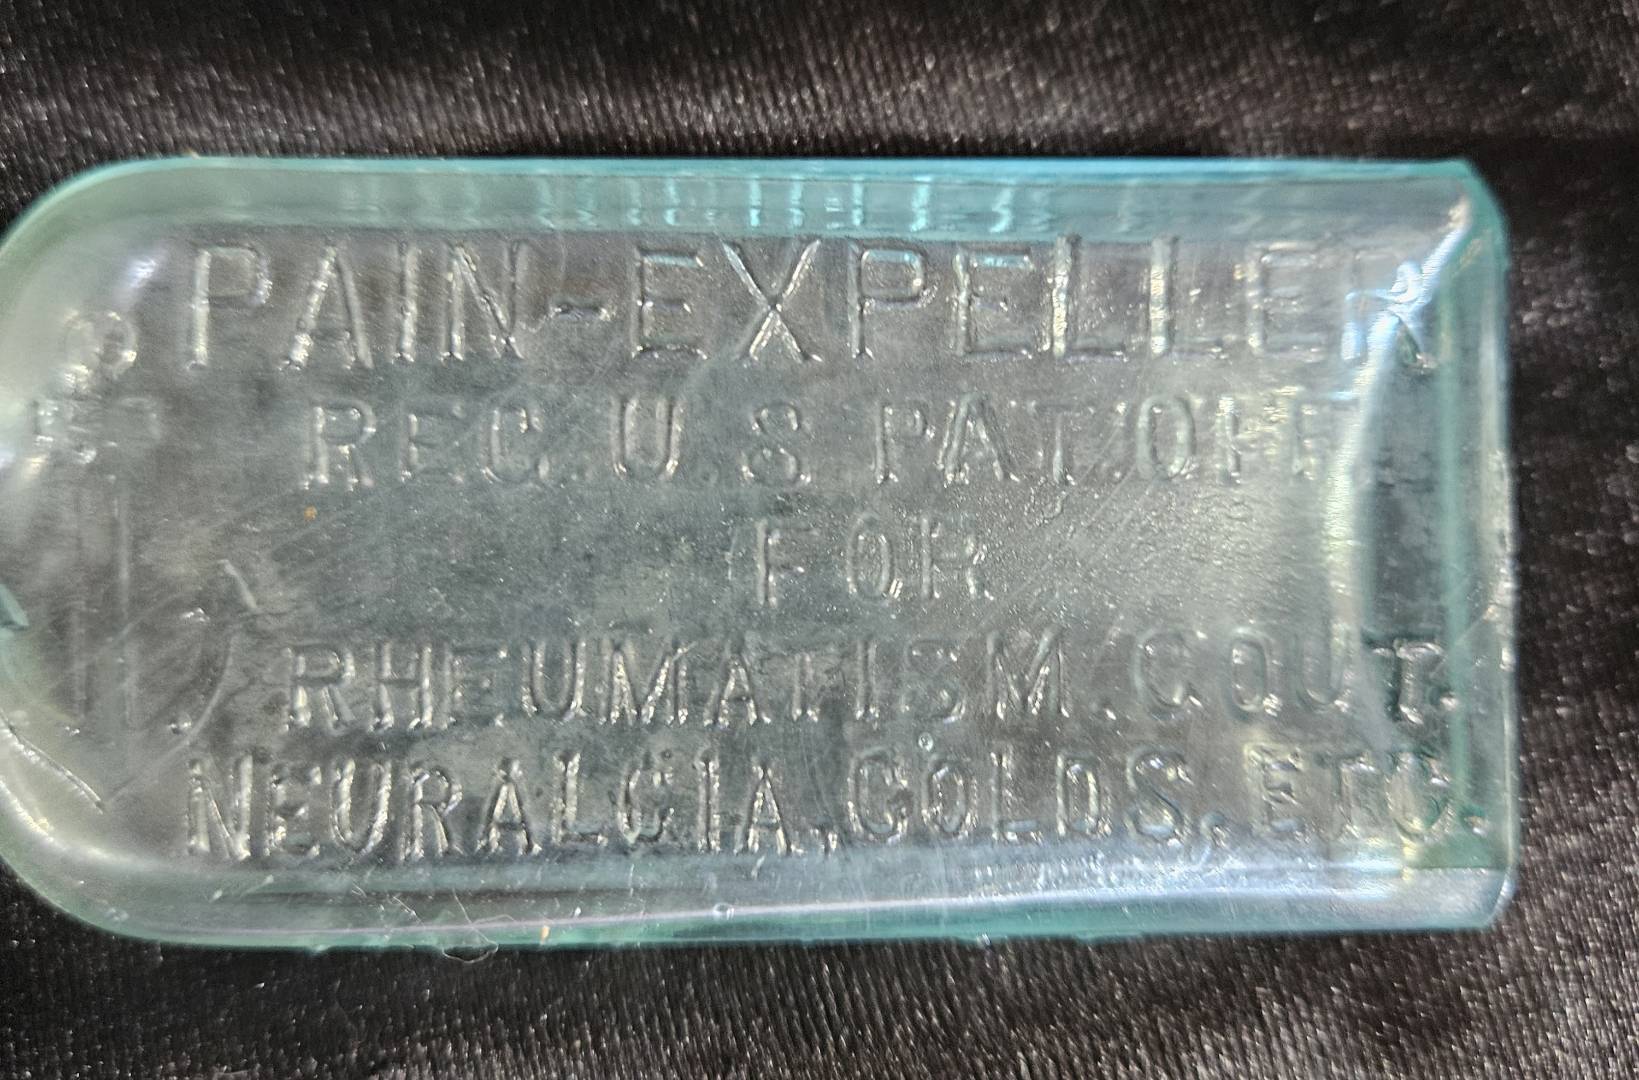 PAIN-EXPELLER
REG. U. S. PAT. OFF.
FOR
RHEUMATISM. GOUT.
NEURALGIA, COLDS. ETC.